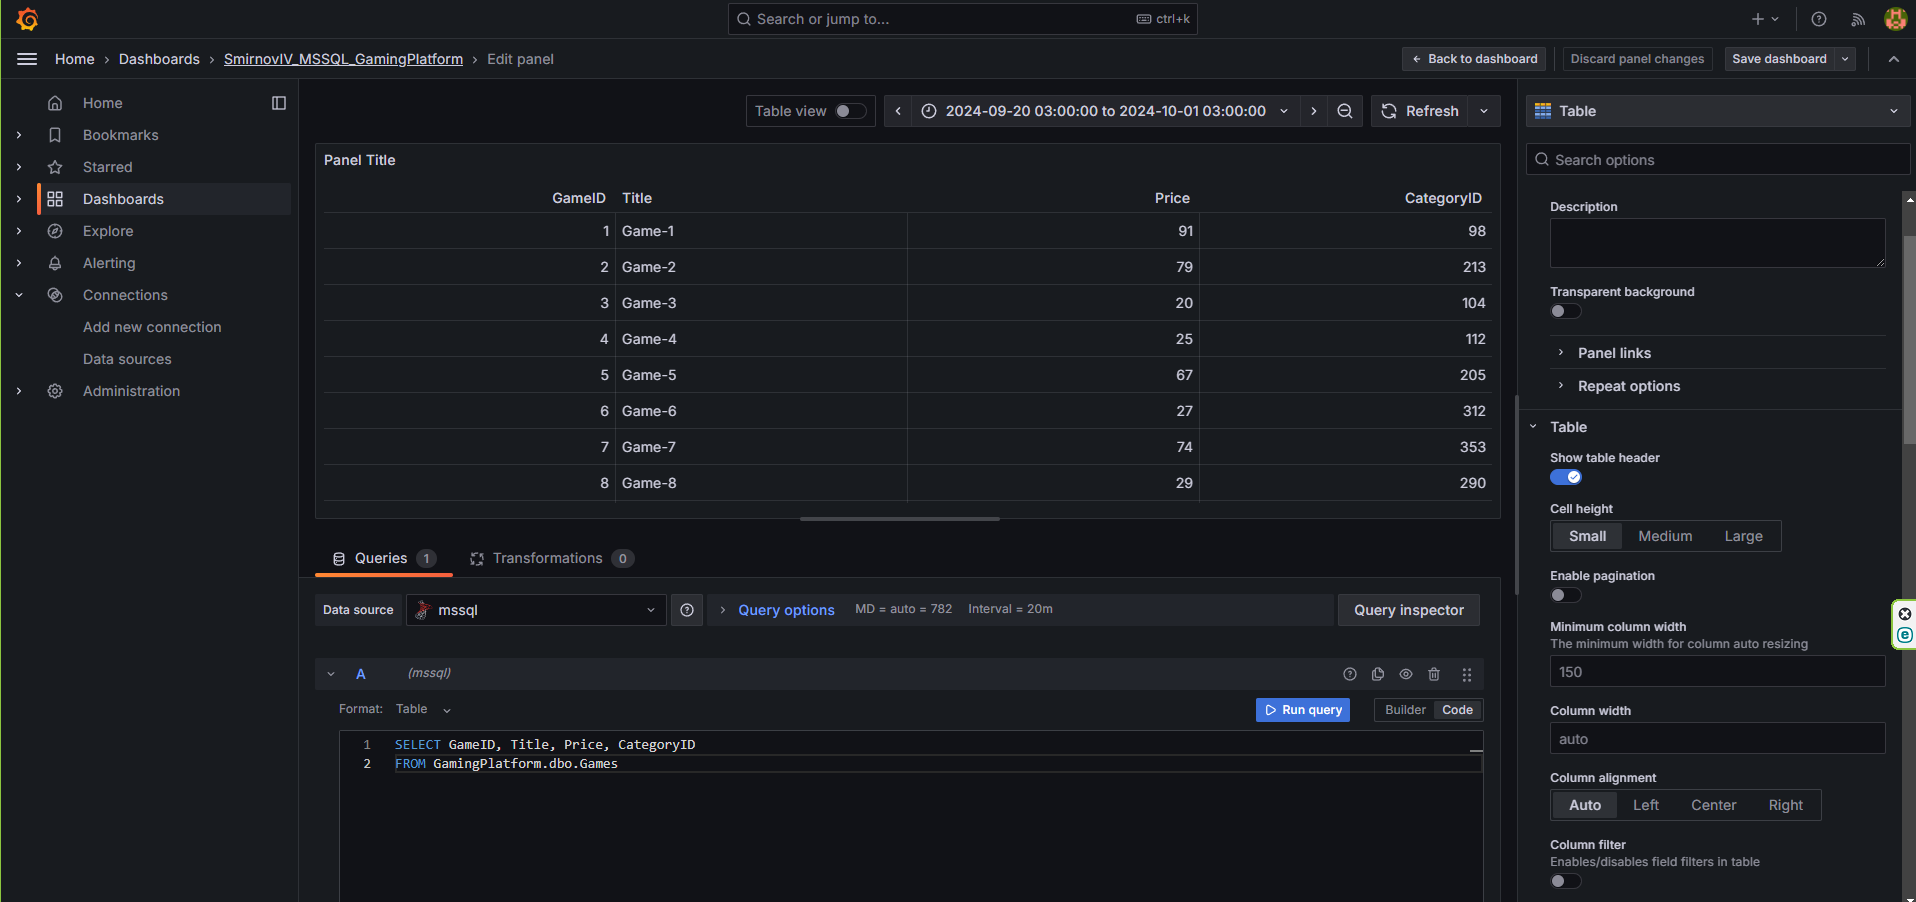 Search or jump to...
ctrl+k
Home › Dashboards › SmirnovIV_MSSQL_GamingPlatform › Edit panel
Back to dashboard
Discard panel changes
Save dashboard
Home
Bookmarks
Starred
Dashboards
Explore
Alerting
Connections
Add new connection
Data sources
Administration
Table view
2024-09-20 03:00:00 to 2024-10-01 03:00:00
Refresh
Panel Title
GameID Title Price CategoryID
1 Game-1 91 98
2 Game-2 79 213
3 Game-3 20 104
4 Game-4 25 112
5 Game-5 67 205
6 Game-6 27 312
7 Game-7 74 353
8 Game-8 29 290
Queries 1
Transformations 0
Data source
mssql
Query options
MD = auto = 782
Interval = 20m
Query inspector
A
(mssql)
Format: Table
Run query
Builder
Code
1 SELECT GameID, Title, Price, CategoryID
2 FROM GamingPlatform.dbo.Games
Table
Search options
Description
Transparent background
Panel links
Repeat options
Table
Show table header
Cell height
Small Medium Large
Enable pagination
Minimum column width
The minimum width for column auto resizing
150
Column width
auto
Column alignment
Auto Left Center Right
Column filter
Enables/disables field filters in table